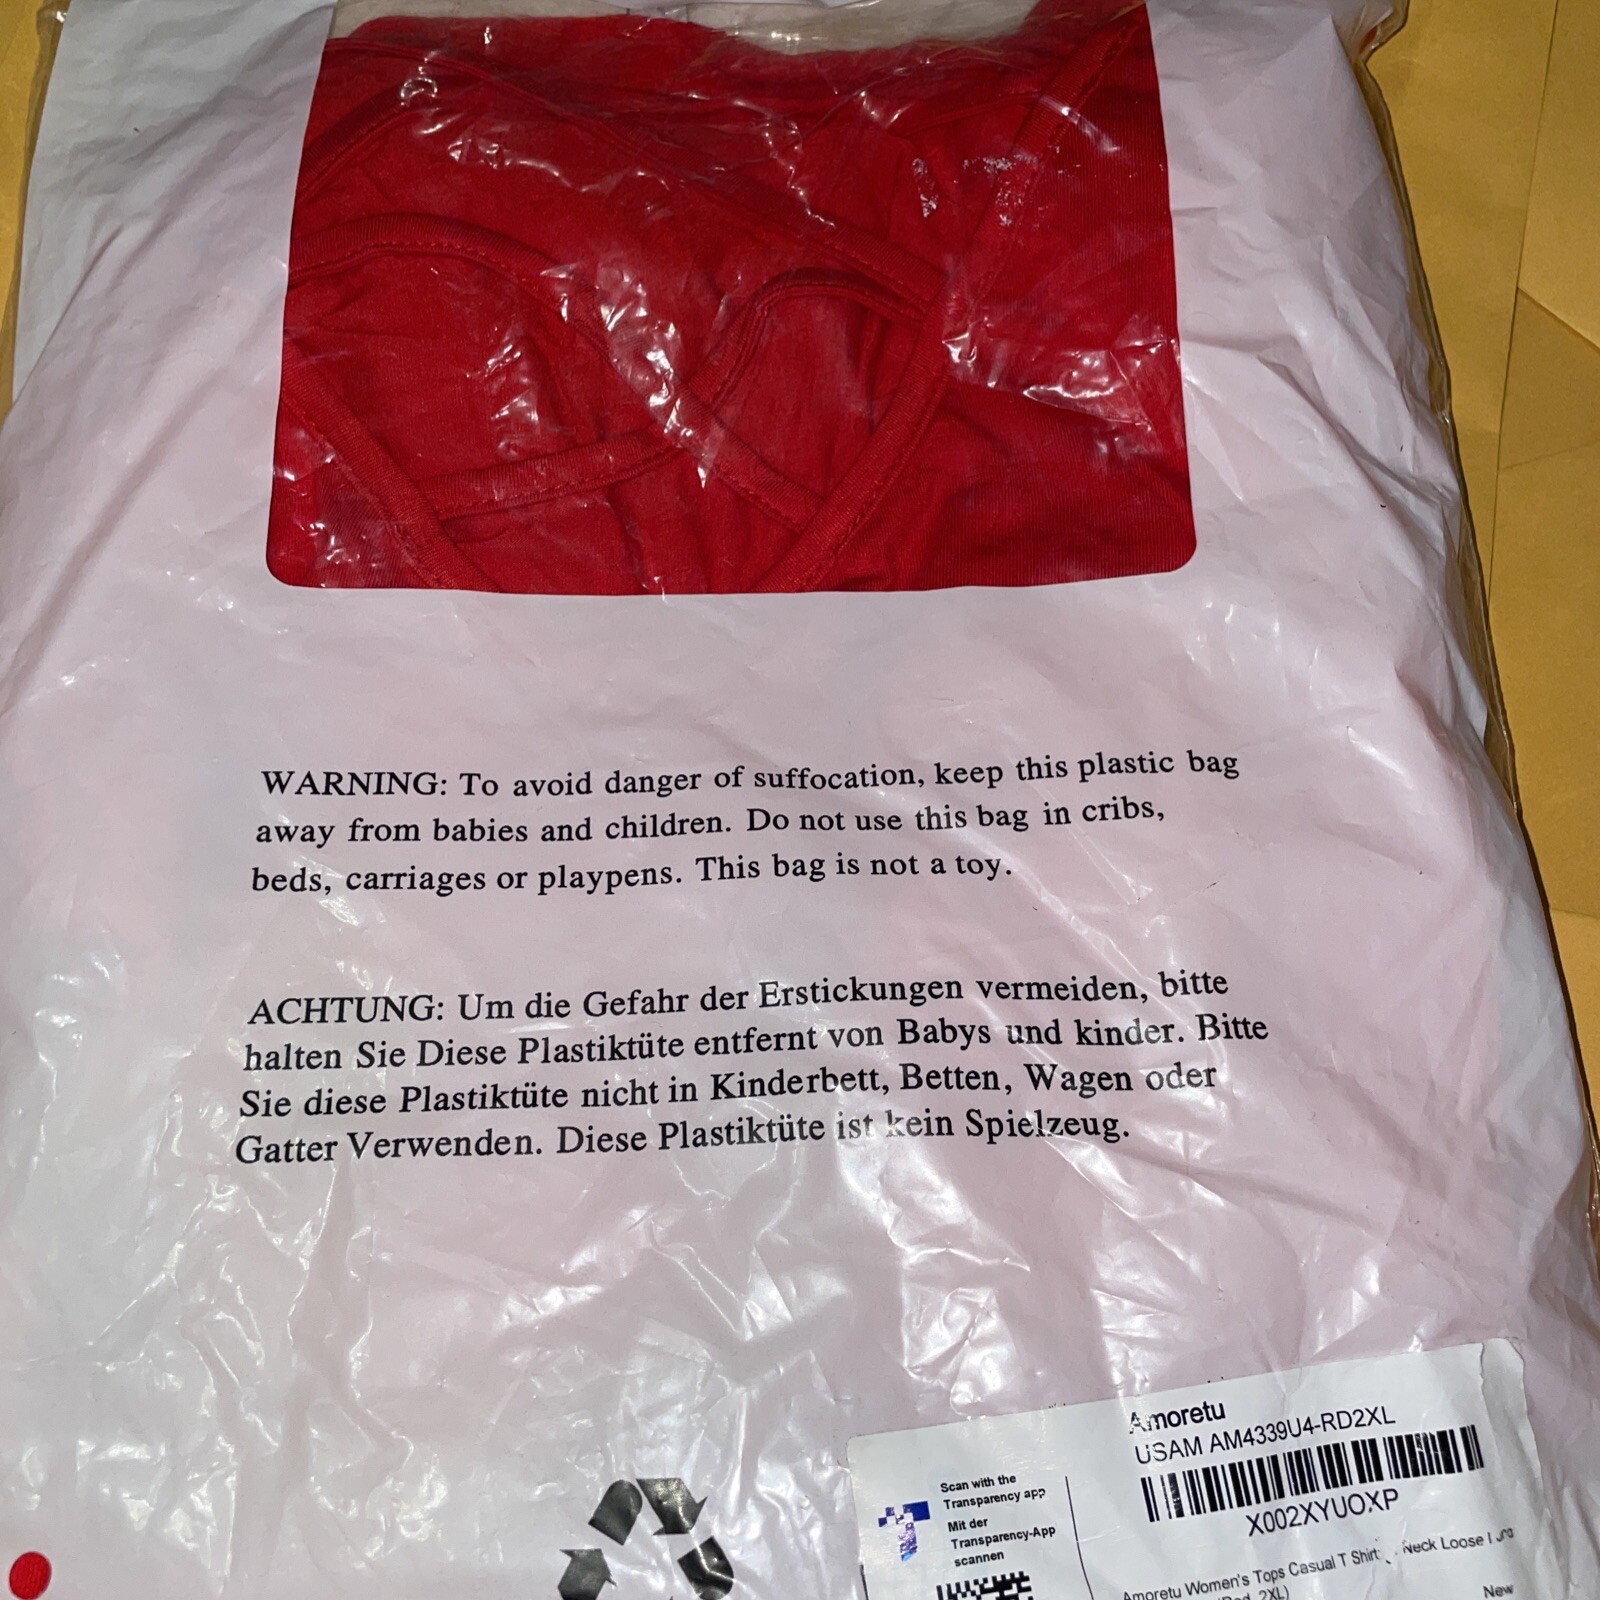 WARNING: To avoid danger of suffocation, keep this plastic bag
away from babies and children. Do not use this bag in cribs,
beds, carriages or playpens. This bag is not a toy.
ACHTUNG: Um die Gefahr der Erstickungen vermeiden, bitte
halten Sie Diese Plastiktüte entfernt von Babys und kinder. Bitte
Sie diese Plastiktüte nicht in Kinderbett, Betten, Wagen oder
Gatter Verwenden. Diese Plastiktüte ist kein Spielzeug.
Scan with the
Transparency app
Mit der
Transparency-App
scannen
Amoretu
USAM AM4339U4-RD2XL
X002XYUOXP
Amoretu Women's Tops Casual T Shirt Neck Loose
2XL)
New